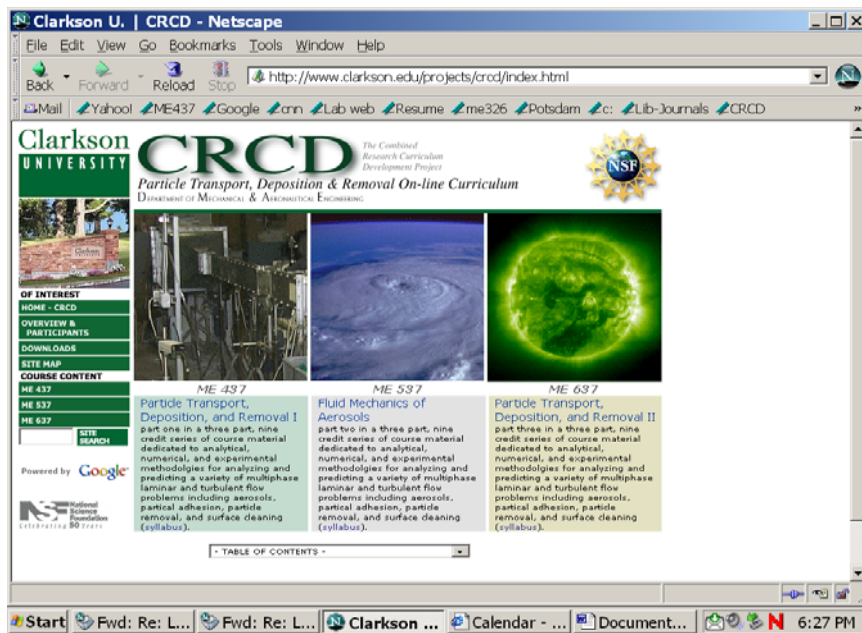 Clarkson U. | CRCD - Netscape
File Edit View Go Bookmarks Tools Window Help
Back Forward Reload Stop http://www.clarkson.edu/projects/crcd/index.html
Mail Yahoo! ME437 Google cnn Lab web Resume me326 Potsdam c: Lib-Journals CRCD »
Clarkson
UNIVERSITY
CRCD
The Combined
Research Curriculum
Development Project
Particle Transport, Deposition & Removal On-line Curriculum
DEPARTMENT OF MECHANICAL & AERONAUTICAL ENGINEERING
NSF
Clarkson
OF INTEREST
HOME - CRCD
OVERVIEW &
PARTICIPANTS
DOWNLOADS
SITE MAP
COURSE CONTENT
ME 437
ME 537
ME 637
SITE
SEARCH
Powered by Google
NSF National
Science
Foundation
Celebrating 50 Years
ME 437
Particle Transport,
Deposition, and Removal I
part one in a three part, nine
credit series of course material
dedicated to analytical,
numerical, and experimental
methodolgies for analyzing and
predicting a variety of multiphase
laminar and turbulent flow
problems including aerosols,
partical adhesion, particle
removal, and surface cleaning
(syllabus).
ME 537
Fluid Mechanics of
Aerosols
part two in a three part, nine
credit series of course material
dedicated to analytical,
numerical, and experimental
methodolgies for analyzing and
predicting a variety of multiphase
laminar and turbulent flow
problems including aerosols,
partical adhesion, particle
removal, and surface cleaning
(syllabus).
ME 637
Particle Transport,
Deposition, and Removal II
part three in a three part, nine
credit series of course material
dedicated to analytical,
numerical, and experimental
methodolgies for analyzing and
predicting a variety of multiphase
laminar and turbulent flow
problems including aerosols,
partical adhesion, particle
removal, and surface cleaning
(syllabus).
- TABLE OF CONTENTS -
Start Fwd: Re: L... Fwd: Re: L... Clarkson ... Calendar - ... Document... N 6:27 PM